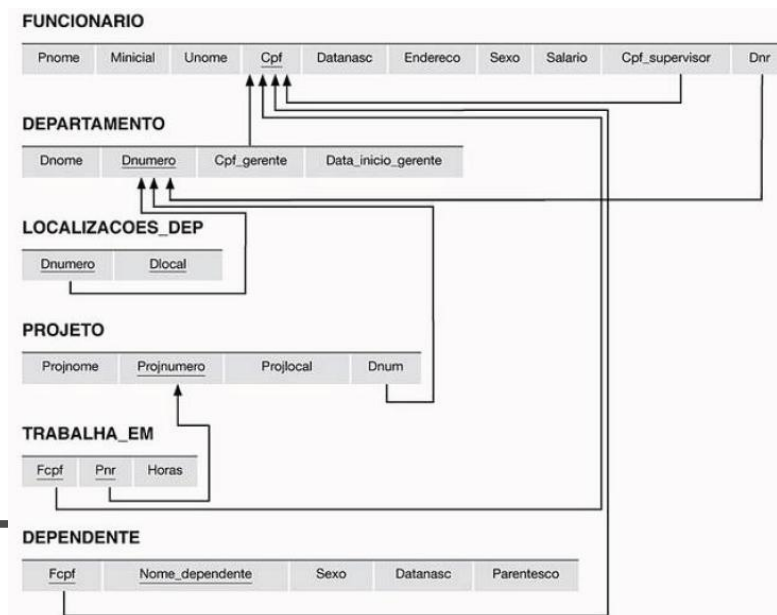 FUNCIONARIO
Pnome Minicial Unome Cpf Datanasc Endereco Sexo Salario Cpf_supervisor Dnr
DEPARTAMENTO
Dnome Dnumero Cpf_gerente Data_inicio_gerente
LOCALIZACOES_DEP
Dnumero Dlocal
PROJETO
Projnome Projnumero Projlocal Dnum
TRABALHA_EM
Fcpf Pnr Horas
DEPENDENTE
Fcpf Nome_dependente Sexo Datanasc Parentesco